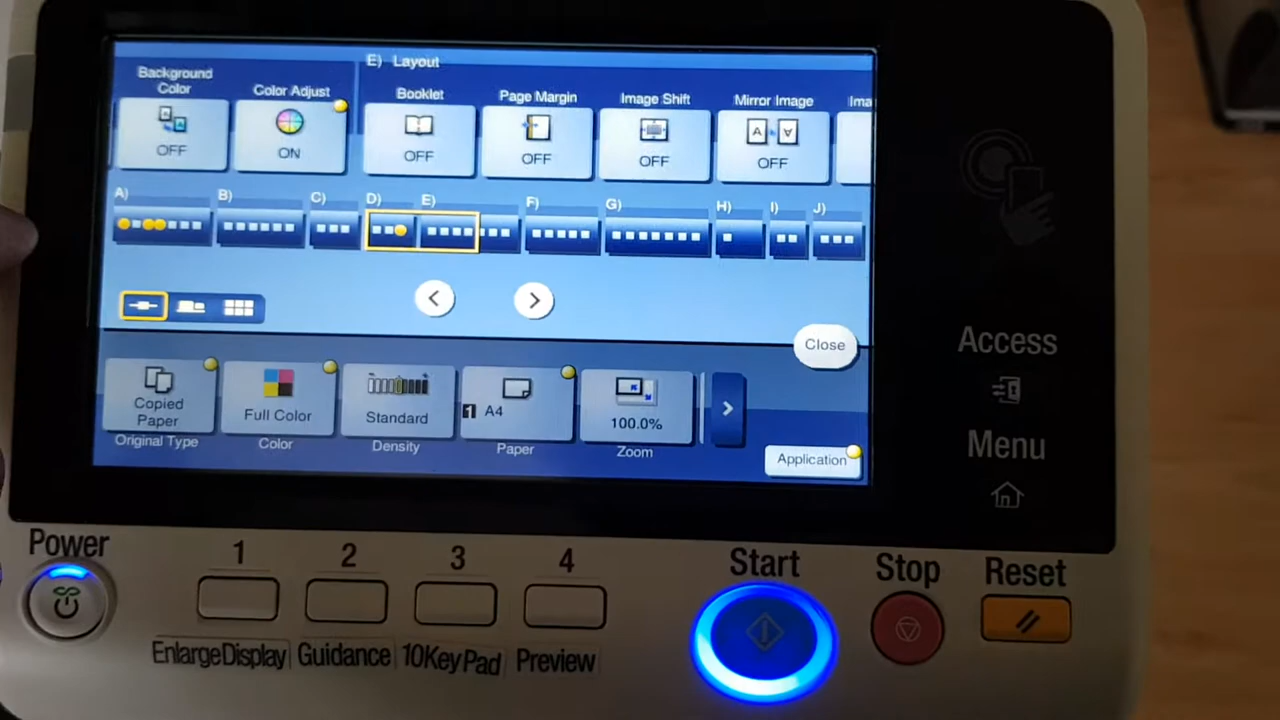 E) Layout
Background
Color
Color Adjust
Booklet
Page Margin
Image Shift
Mirror Image
Ima
OFF
ON
OFF
OFF
OFF
OFF
A)
B)
C)
D)
E)
F)
G)
H)
I)
J)
Close
Copied
Paper
Full Color
Standard
1 A4
100.0%
Original Type
Color
Density
Paper
Zoom
Application
Access
Menu
Power
1
2
3
4
Start
Stop
Reset
EnlargeDisplay
Guidance
10KeyPad
Preview